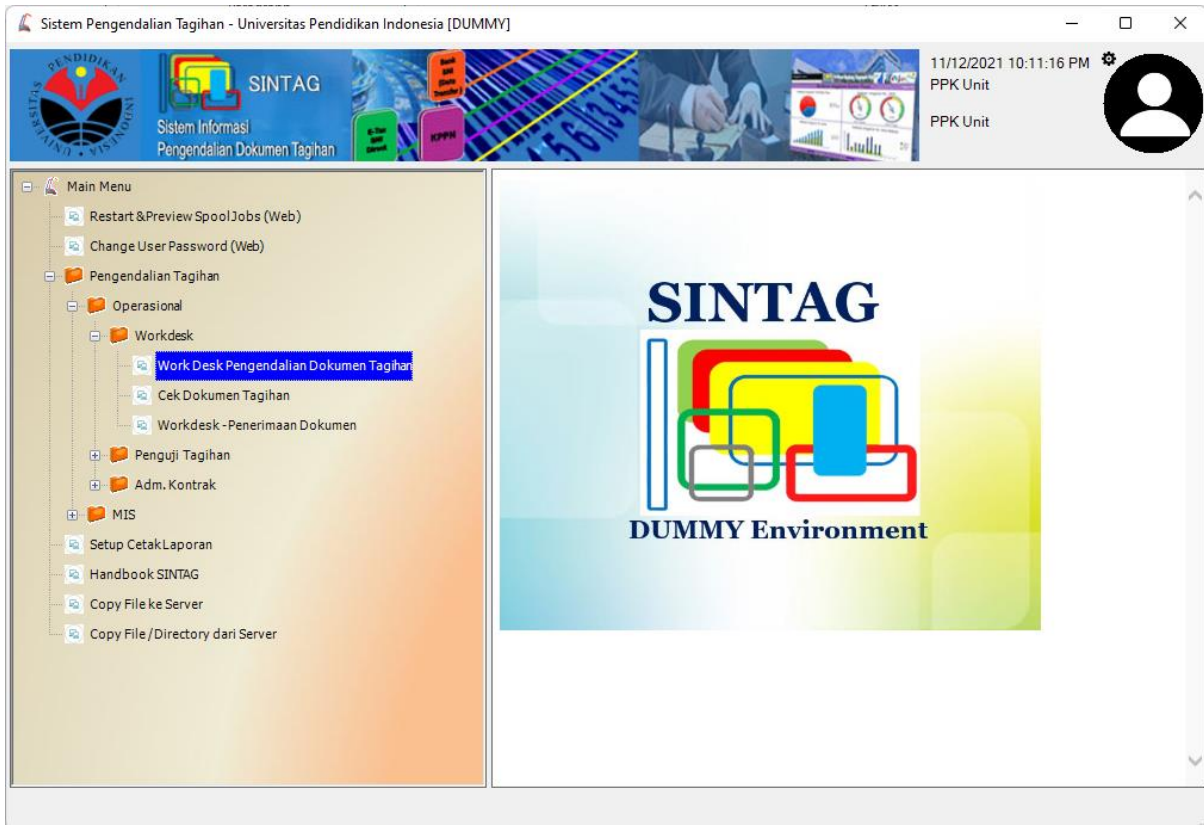 Sistem Pengendalian Tagihan - Universitas Pendidikan Indonesia [DUMMY]
UNIVERSITAS PENDIDIKAN INDONESIA
SINTAG
Sistem Informasi
Pengendalian Dokumen Tagihan
KPPN
11/12/2021 10:11:16 PM
PPK Unit
PPK Unit
Main Menu
Restart &Preview Spool Jobs (Web)
Change User Password (Web)
Pengendalian Tagihan
Operasional
Workdesk
Work Desk Pengendalian Dokumen Tagihan
Cek Dokumen Tagihan
Workdesk - Penerimaan Dokumen
Penguji Tagihan
Adm. Kontrak
MIS
Setup Cetak Laporan
Handbook SINTAG
Copy File ke Server
Copy File / Directory dari Server
SINTAG
DUMMY Environment